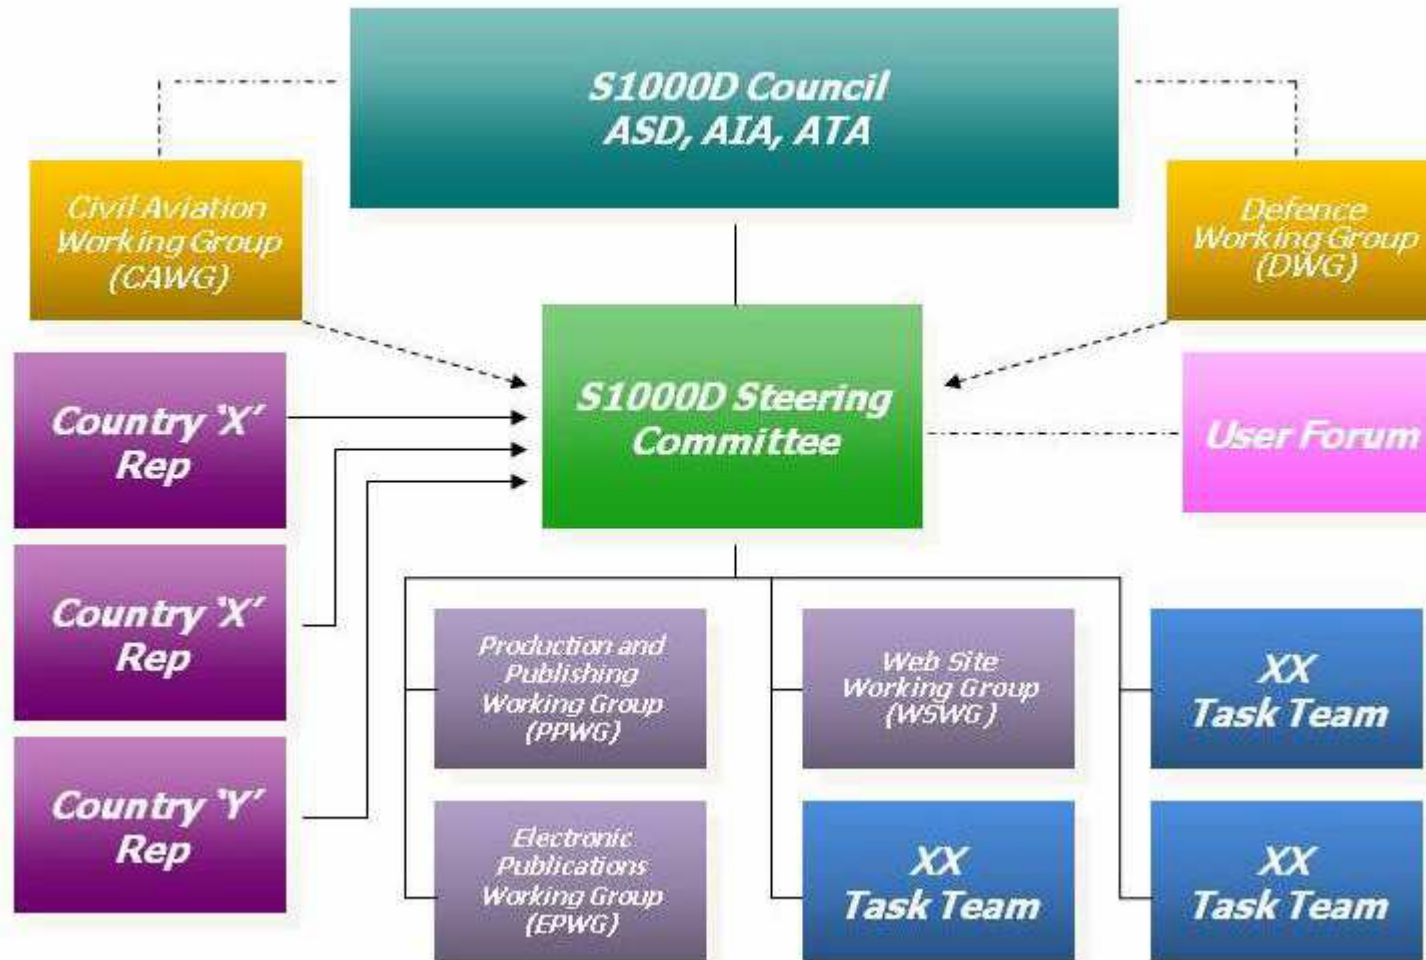 S1000D Council
ASD, AIA, ATA
Civil Aviation
Working Group
(CAWG)
Defence
Working Group
(DWG)
S1000D Steering
Committee
User Forum
Country ‘X’
Rep
Country ‘X’
Rep
Country ‘Y’
Rep
Production and
Publishing
Working Group
(PPWG)
Web Site
Working Group
(WSWG)
XX
Task Team
Electronic
Publications
Working Group
(EPWG)
XX
Task Team
XX
Task Team